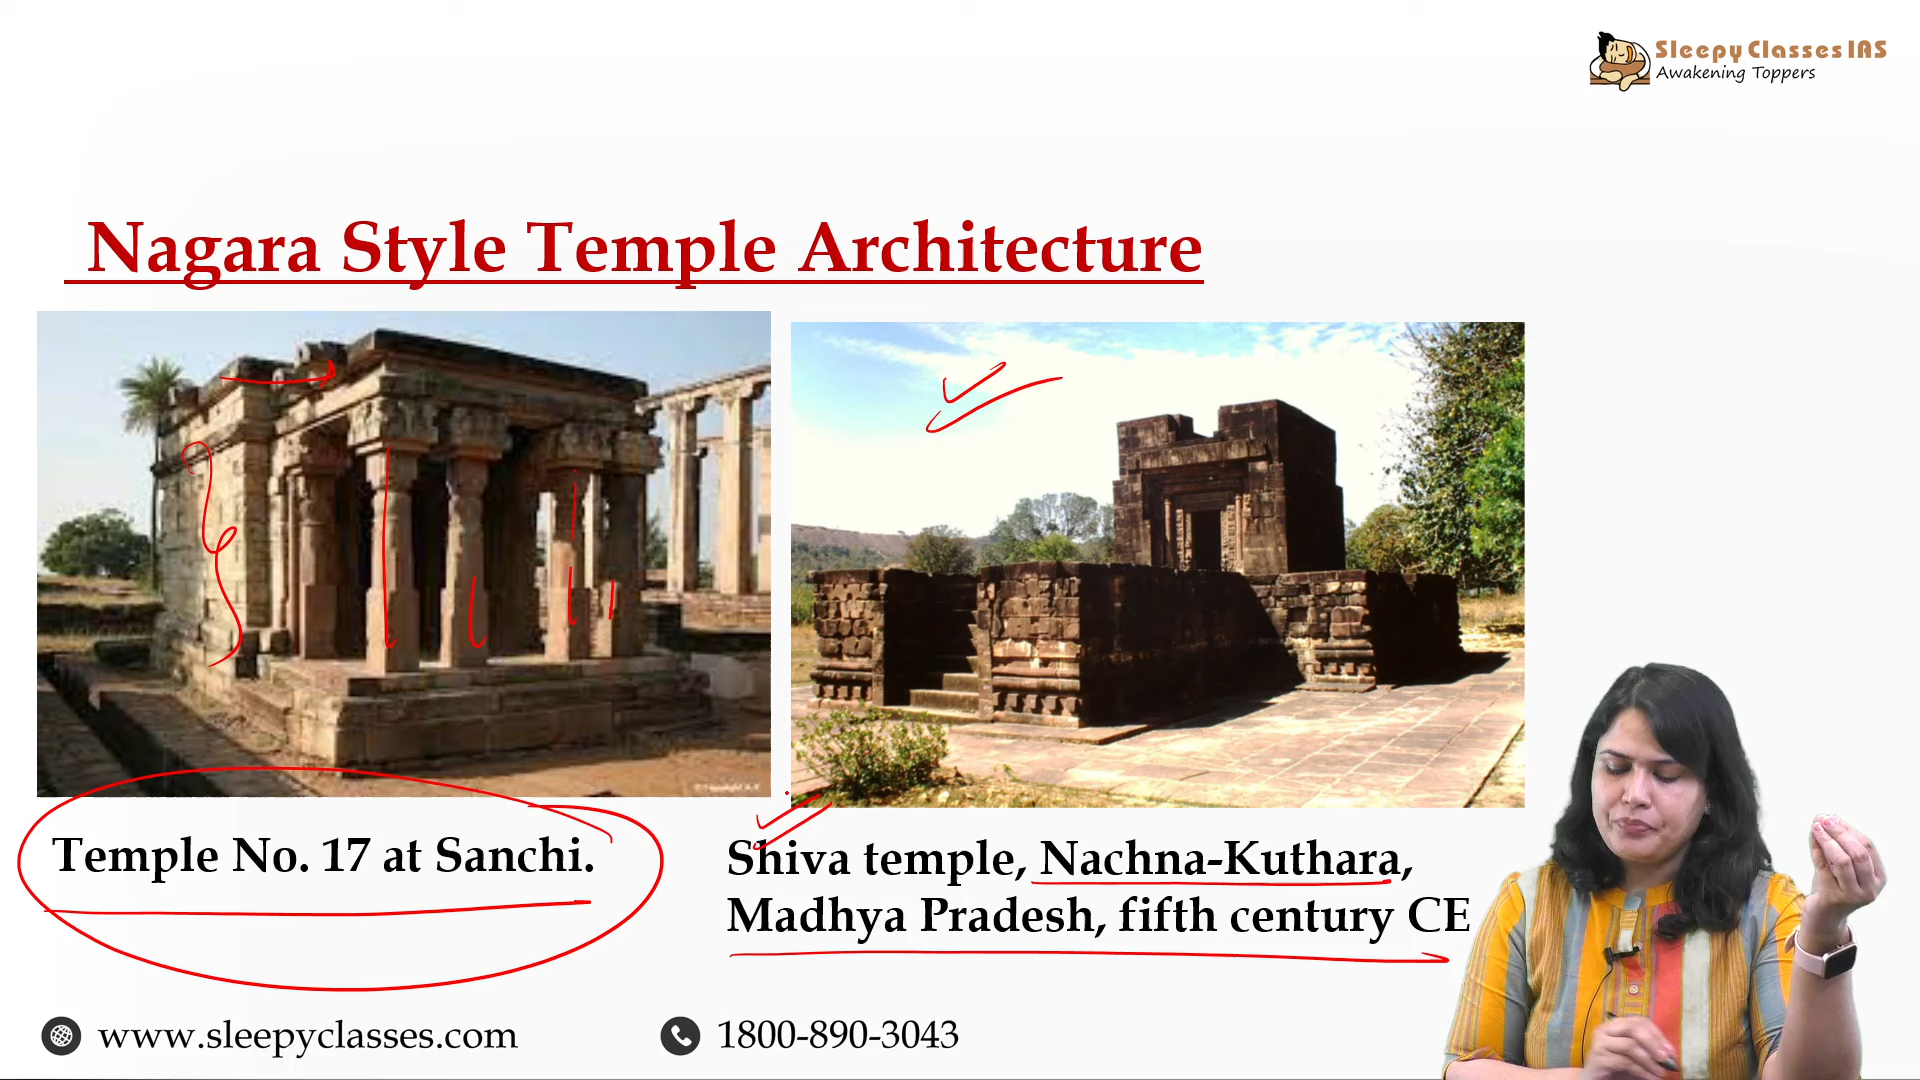 Sleepy Classes IAS
Awakening Toppers
Nagara Style Temple Architecture
Temple No. 17 at Sanchi.
Shiva temple, Nachna-Kuthara,
Madhya Pradesh, fifth century CE
www.sleepyclasses.com
1800-890-3043